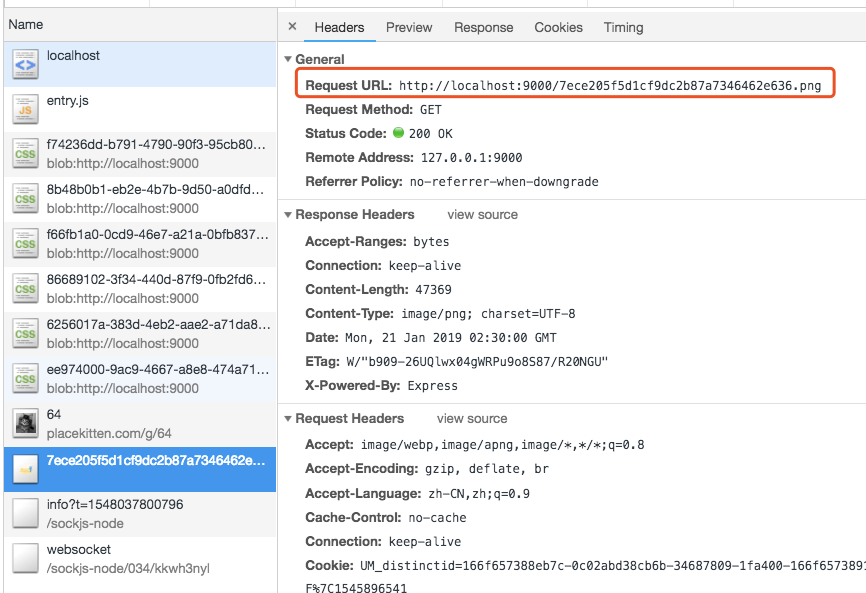 Name
localhost
entry.js
f74236dd-b791-4790-90f3-95cb80...
blob:http://localhost:9000
8b48b0b1-eb2e-4b7b-9d50-a0dfd...
blob:http://localhost:9000
f66fb1a0-0cd9-46e7-a21a-0bfb837...
blob:http://localhost:9000
86689102-3f34-440d-87f9-0fb2fd6...
blob:http://localhost:9000
6256017a-383d-4eb2-aae2-a71da8...
blob:http://localhost:9000
ee974000-9ac9-4667-a8e8-474a71...
blob:http://localhost:9000
64
placekitten.com/g/64
7ece205f5d1cf9dc2b87a7346462e...
info?t=1548037800796
/sockjs-node
websocket
/sockjs-node/034/kkwh3nyl
× Headers Preview Response Cookies Timing
General
Request URL: http://localhost:9000/7ece205f5d1cf9dc2b87a7346462e636.png
Request Method: GET
Status Code: 200 OK
Remote Address: 127.0.0.1:9000
Referrer Policy: no-referrer-when-downgrade
Response Headers view source
Accept-Ranges: bytes
Connection: keep-alive
Content-Length: 47369
Content-Type: image/png; charset=UTF-8
Date: Mon, 21 Jan 2019 02:30:00 GMT
ETag: W/"b909-26UQlwx04gWRPu9o8S87/R20NGU"
X-Powered-By: Express
Request Headers view source
Accept: image/webp,image/apng,image/*,*/*;q=0.8
Accept-Encoding: gzip, deflate, br
Accept-Language: zh-CN,zh;q=0.9
Cache-Control: no-cache
Connection: keep-alive
Cookie: UM_distinctid=166f657388eb7c-0c02abd38cb6b-34687809-1fa400-166f6573891
F%7C1545896541